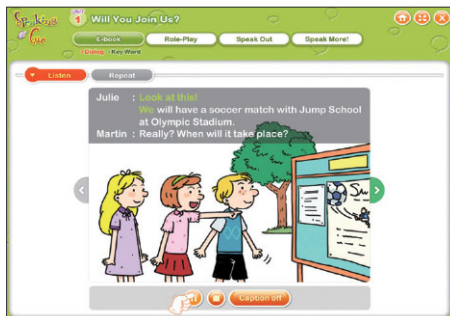 Speaking Cue
Unit 1 Will You Join Us?
E-book
Role-Play
Speak Out
Speak More!
Dialog
Key Word
Listen
Repeat
Julie : Look at this!
We will have a soccer match with Jump School
at Olympic Stadium.
Martin : Really? When will it take place?
Caption off